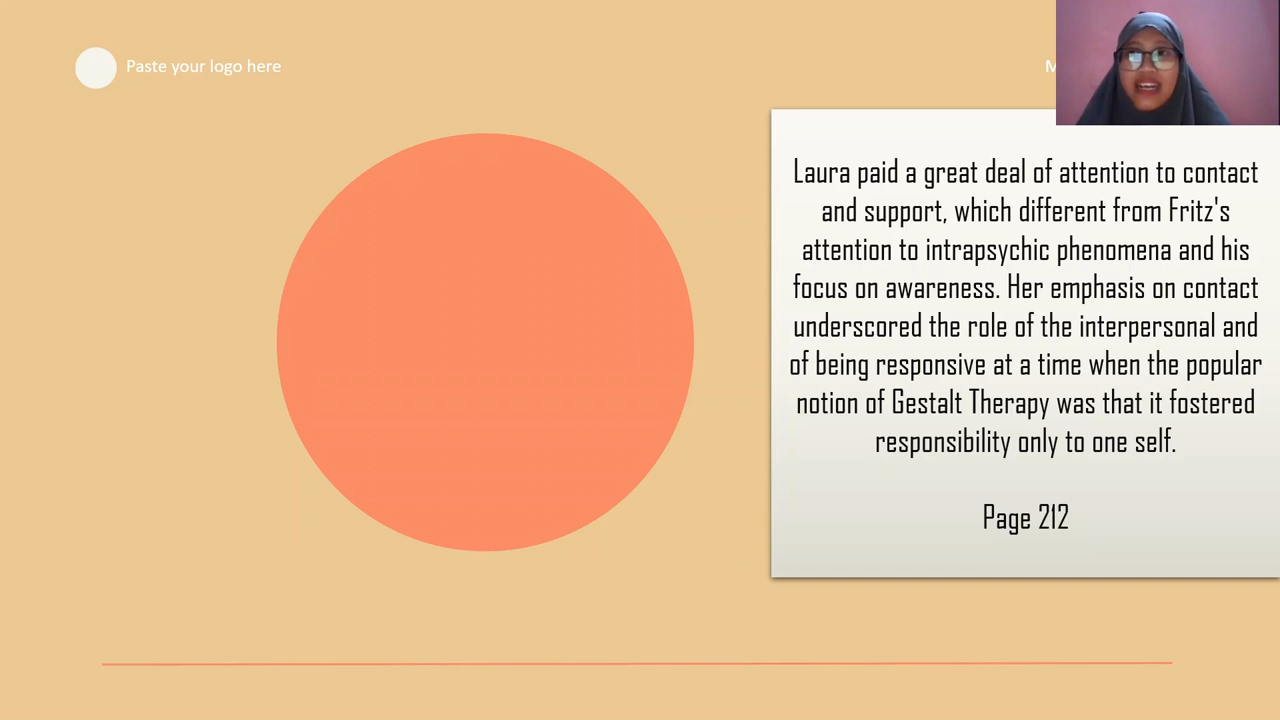 Paste your logo here
Laura paid a great deal of attention to contact
and support, which different from Fritz's
attention to intrapsychic phenomena and his
focus on awareness. Her emphasis on contact
underscored the role of the interpersonal and
of being responsive at a time when the popular
notion of Gestalt Therapy was that it fostered
responsibility only to one self.
Page 212